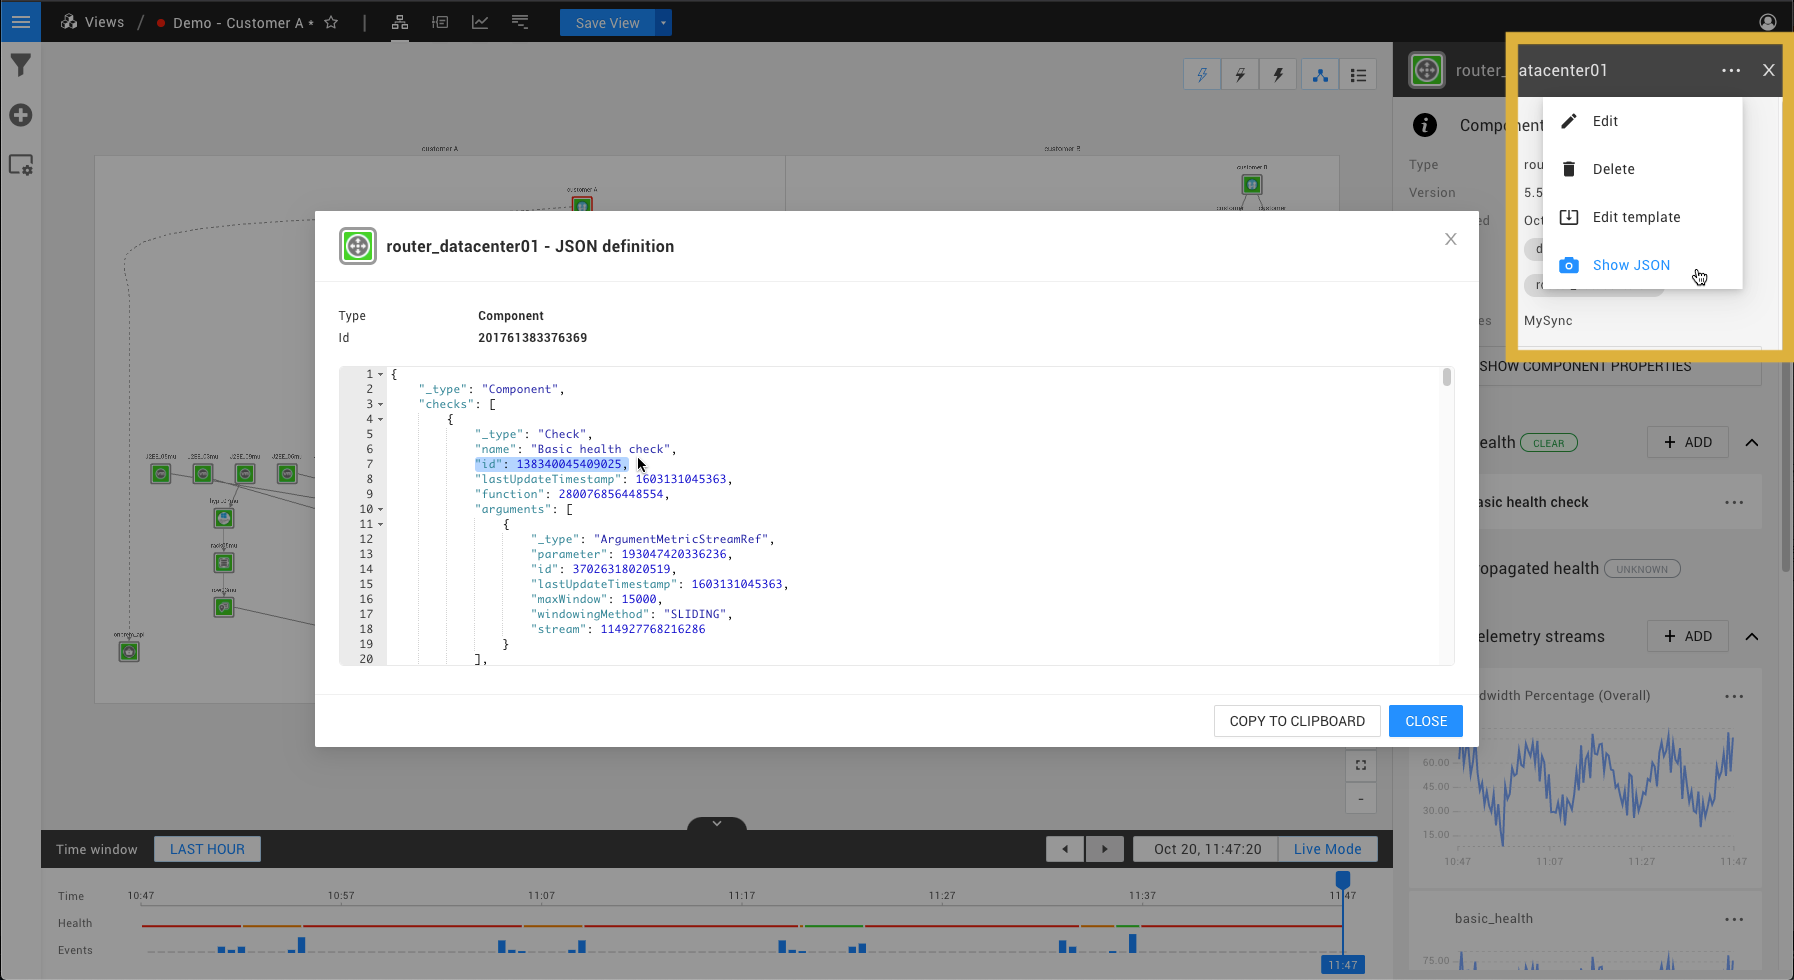 Views / Demo - Customer A *
Save View
router_datacenter01
Edit
Delete
Edit template
Show JSON
Type
Version
5.5
Oct
MySync
SHOW COMPONENT PROPERTIES
customer A
customer B
customer A
customer B
router_datacenter01 - JSON definition
Type Component
Id 201761383376369
1 {
2 "_type": "Component",
3 "checks": [
4 {
5 "_type": "Check",
6 "name": "Basic health check",
7 "id": 138340045409025,
8 "lastUpdateTimestamp": 1603131045363,
9 "function": 280076856448554,
10 "arguments": [
11 {
12 "_type": "ArgumentMetricStreamRef",
13 "parameter": 193047420336236,
14 "id": 37026318020519,
15 "lastUpdateTimestamp": 1603131045363,
16 "maxWindow": 15000,
17 "windowingMethod": "SLIDING",
18 "stream": 114927768216286
19 }
20 ],
COPY TO CLIPBOARD
CLOSE
ealth CLEAR ADD
asic health check
opagated health UNKNOWN
elemetry streams ADD
dwidth Percentage (Overall)
60.00
45.00
30.00
15.00
10:47 11:07 11:27 11:47
basic_health
75.00
Time window LAST HOUR
Oct 20, 11:47:20 Live Mode
Time 10:47 10:57 11:07 11:17 11:27 11:37 11:47
Health
Events
11:47